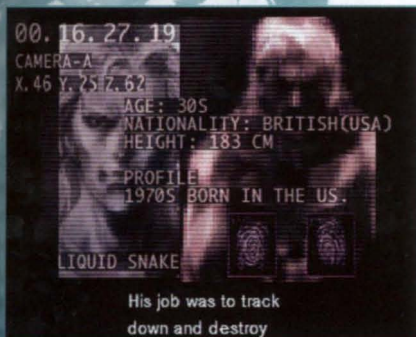 00.16.27.19
CAMERA-A
X.46 Y.25 Z.62
AGE: 30S
NATIONALITY: BRITISH(USA)
HEIGHT: 183 CM
PROFILE
1970S BORN IN THE US.
LIQUID SNAKE
His job was to track
down and destroy